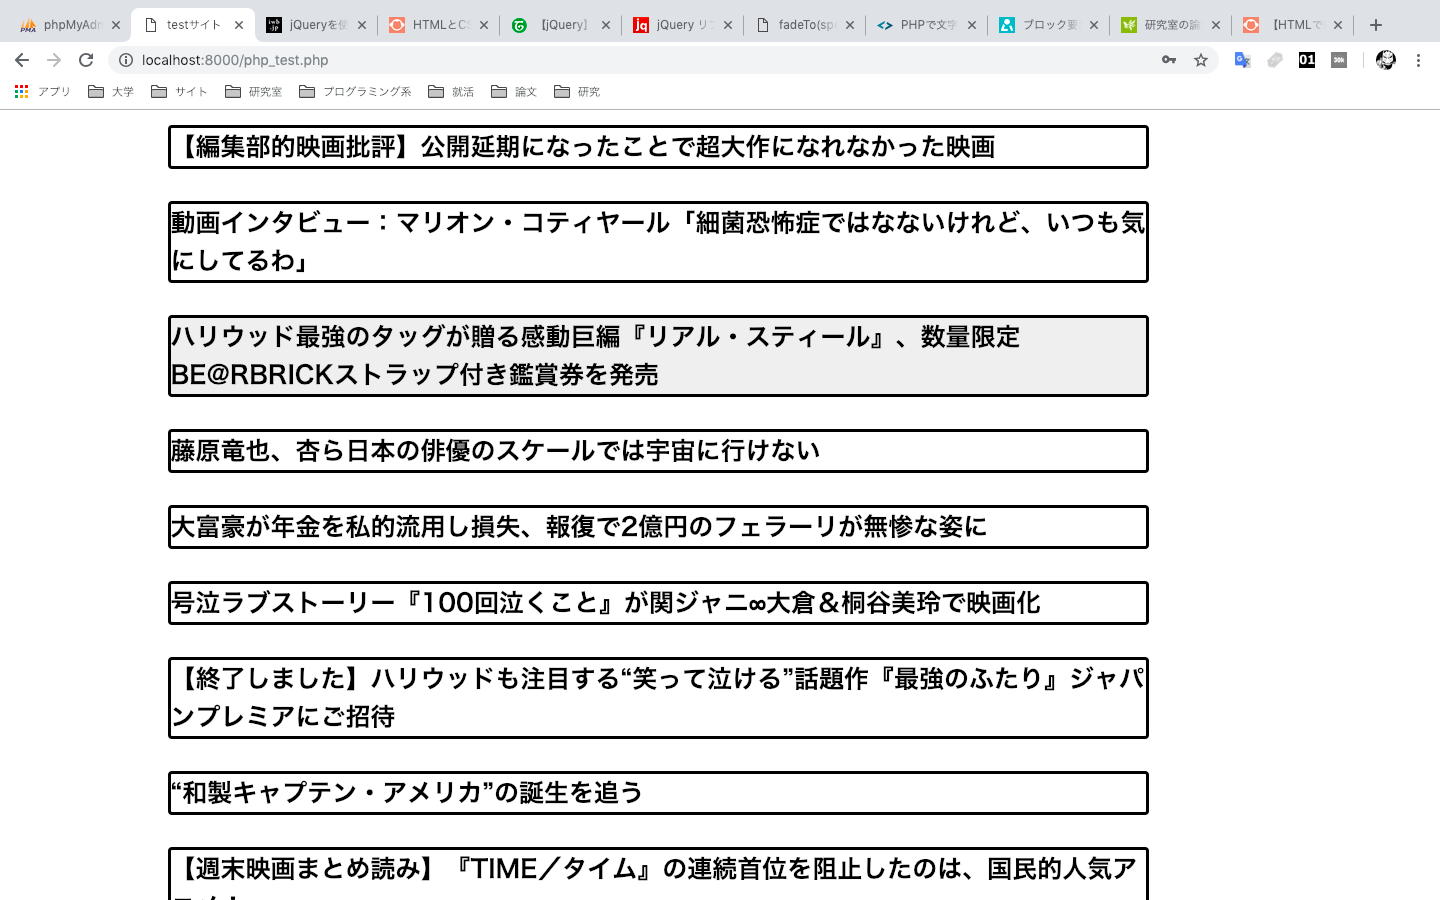 phpMyAdm
testサイト
jQueryを使
HTMLとCS
【jQuery】
jQuery リフ
fadeTo(spe
PHPで文字
ブロック要
研究室の論
【HTMLで
localhost:8000/php_test.php
アプリ
大学
サイト
研究室
プログラミング系
就活
論文
研究
【編集部的映画批評】公開延期になったことで超大作になれなかった映画
動画インタビュー：マリオン・コティヤール「細菌恐怖症ではなないけれど、いつも気
にしてるわ」
ハリウッド最強のタッグが贈る感動巨編『リアル・スティール』、数量限定
BE@RBRICKストラップ付き鑑賞券を発売
藤原竜也、杏ら日本の俳優のスケールでは宇宙に行けない
大富豪が年金を私的流用し損失、報復で2億円のフェラーリが無惨な姿に
号泣ラブストーリー『100回泣くこと』が関ジャニ∞大倉＆桐谷美玲で映画化
【終了しました】ハリウッドも注目する“笑って泣ける”話題作『最強のふたり』ジャパ
ンプレミアにご招待
“和製キャプテン・アメリカ”の誕生を追う
【週末映画まとめ読み】『TIME／タイム』の連続首位を阻止したのは、国民的人気ア